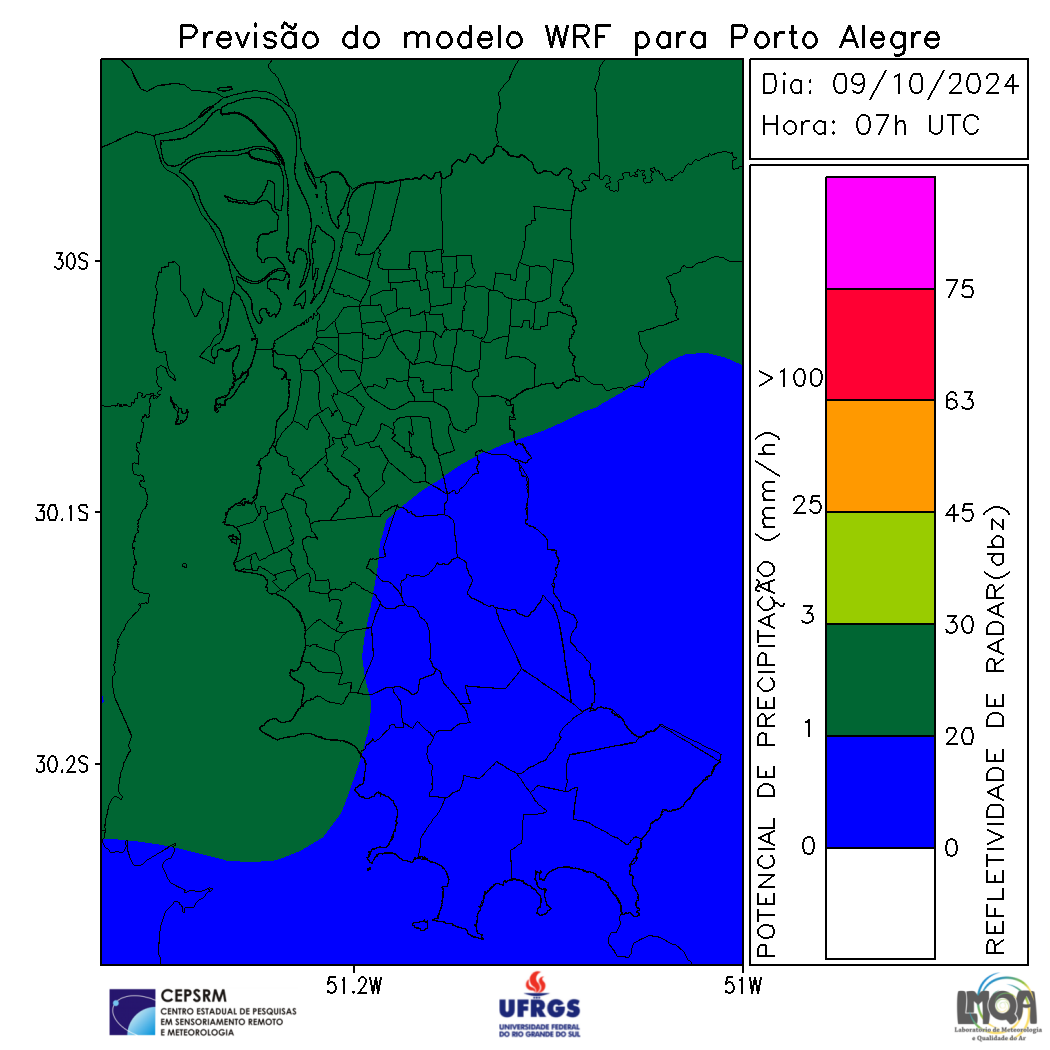 Previsão do modelo WRF para Porto Alegre
Dia: 09/10/2024
Hora: 07h UTC
30S
30.1S
30.2S
51.2W
51W
POTENCIAL DE PRECIPITAÇÃO (mm/h)
>100
25
3
1
0
75
63
45
30
20
0
REFLETIVIDADE DE RADAR(dbz)
CEPSRM
CENTRO ESTADUAL DE PESQUISAS
EM SENSORIAMENTO REMOTO
E METEOROLOGIA
UFRGS
UNIVERSIDADE FEDERAL
DO RIO GRANDE DO SUL
LMQA
Laboratório de Meteorologia
e Qualidade do Ar